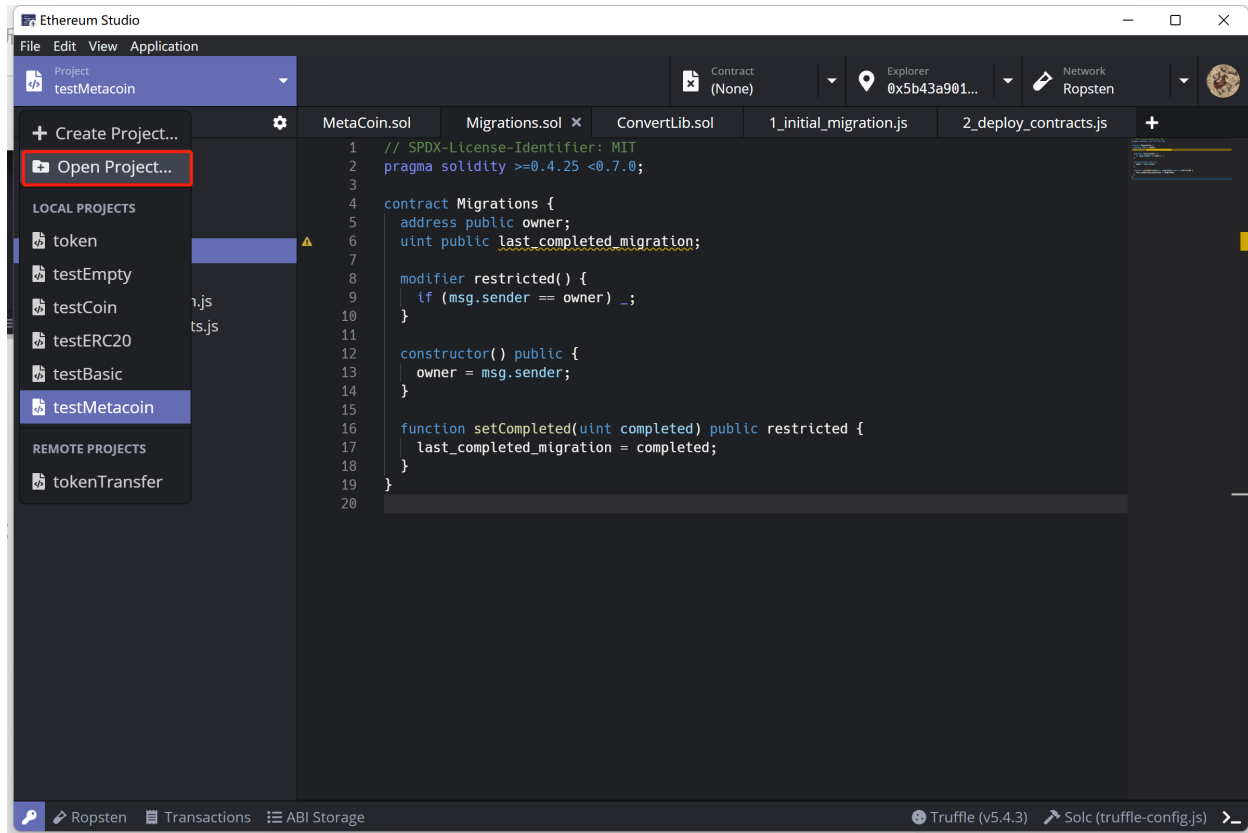 Ethereum Studio
File Edit View Application
Project
testMetacoin
Contract
(None)
Explorer
0x5b43a901...
Network
Ropsten
Create Project...
Open Project...
LOCAL PROJECTS
token
testEmpty
testCoin
testERC20
testBasic
testMetacoin
REMOTE PROJECTS
tokenTransfer
n.js
ts.js
MetaCoin.sol Migrations.sol ConvertLib.sol 1_initial_migration.js 2_deploy_contracts.js
1 // SPDX-License-Identifier: MIT
2 pragma solidity >=0.4.25 <0.7.0;
3
4 contract Migrations {
5 address public owner;
6 uint public last_completed_migration;
7
8 modifier restricted() {
9 if (msg.sender == owner) _;
10 }
11
12 constructor() public {
13 owner = msg.sender;
14 }
15
16 function setCompleted(uint completed) public restricted {
17 last_completed_migration = completed;
18 }
19 }
20
Ropsten Transactions ABI Storage Truffle (v5.4.3) Solc (truffle-config.js)